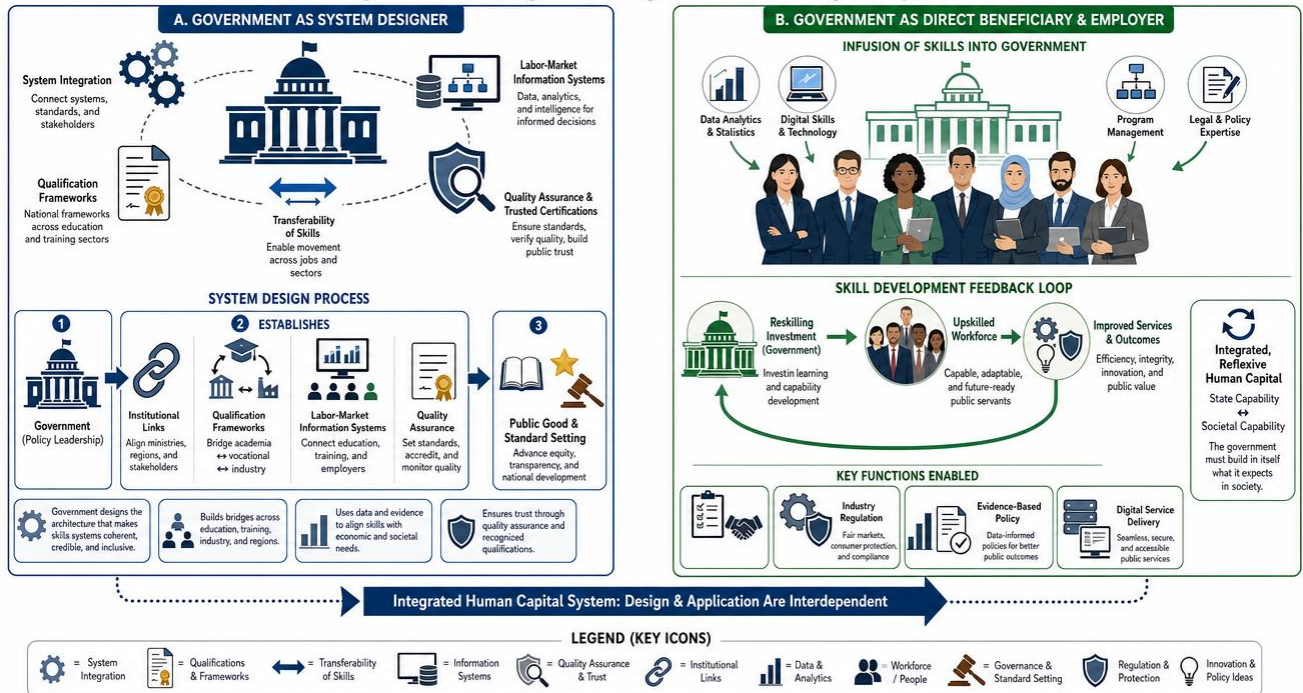 A. GOVERNMENT AS SYSTEM DESIGNER
System Integration
Connect systems,
standards, and
stakeholders
Labor-Market
Information Systems
Data, analytics,
and intelligence for
informed decisions
Qualification
Frameworks
National frameworks
across education
and training sectors
Transferability
of Skills
Enable movement
across jobs and
sectors
Quality Assurance &
Trusted Certifications
Ensure standards,
verify quality, build
public trust
SYSTEM DESIGN PROCESS
1
Government
(Policy Leadership)
2 ESTABLISHES
Institutional
Links
Align ministries,
regions, and
stakeholders
Qualification
Frameworks
Bridge academia
↔ vocational
↔ industry
Labor-Market
Information Systems
Connect education,
training, and
employers
Quality
Assurance
Set standards,
accredit, and
monitor quality
3
Public Good &
Standard Setting
Advance equity,
transparency, and
national development
Government designs the
architecture that makes
skills systems coherent,
credible, and inclusive.
Builds bridges across
education, training,
industry, and regions.
Uses data and evidence
to align skills with
economic and societal
needs.
Ensures trust through
quality assurance and
recognized
qualifications.
B. GOVERNMENT AS DIRECT BENEFICIARY & EMPLOYER
INFUSION OF SKILLS INTO GOVERNMENT
Data Analytics
& Statistics
Digital Skills
& Technology
Program
Management
Legal & Policy
Expertise
SKILL DEVELOPMENT FEEDBACK LOOP
Reskilling
Investment
(Government)
Investin learning
and capability
development
Upskilled
Workforce
Capable, adaptable,
and future-ready
public servants
Improved Services
& Outcomes
Efficiency, integrity,
innovation, and
public value
Integrated,
Reflexive
Human Capital
State Capability
↔
Societal Capability
The government
must build in itself
what it expects
in society.
KEY FUNCTIONS ENABLED
Industry
Regulation
Fair markets,
consumer protection,
and compliance
Evidence-Based
Policy
Data-informed
policies for better
public outcomes
Digital Service
Delivery
Seamless, secure,
and accessible
public services
Integrated Human Capital System: Design & Application Are Interdependent
LEGEND (KEY ICONS)
= System
Integration
= Qualifications
& Frameworks
= Transferability
of Skills
= Information
Systems
= Quality Assurance
& Trust
= Institutional
Links
= Data &
Analytics
= Workforce
/ People
= Governance &
Standard Setting
Regulation &
Protection
Innovation &
Policy Ideas